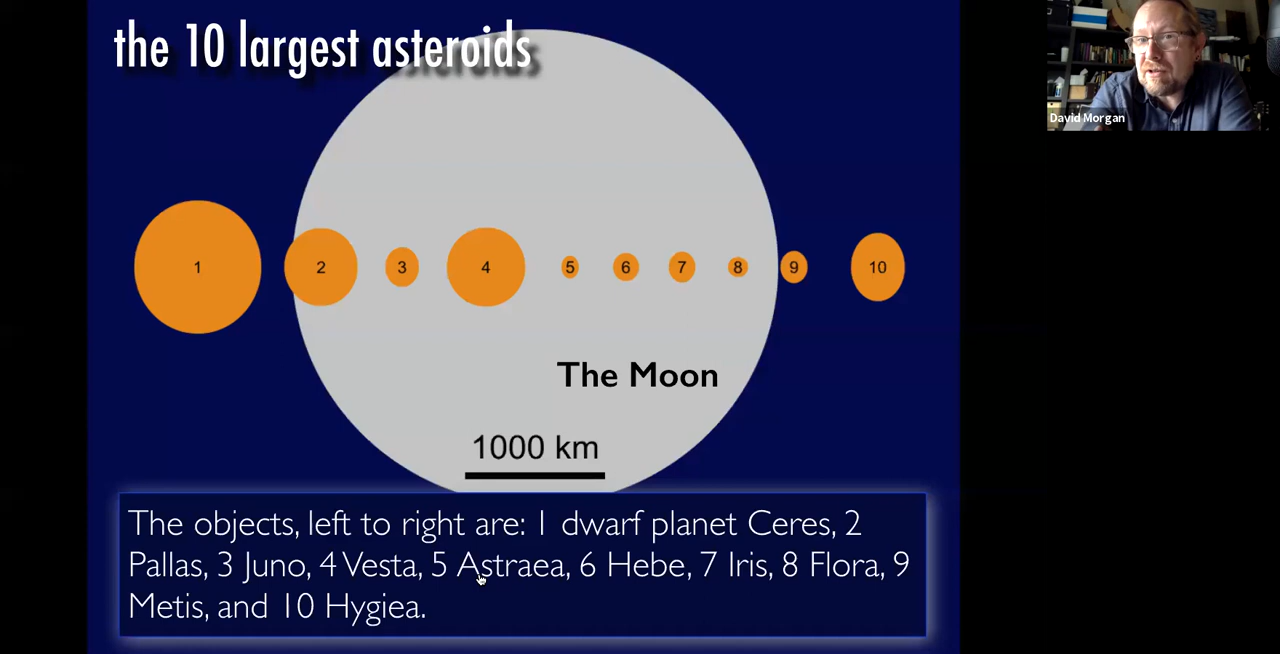 the 10 largest asteroids
David Morgan
1
2
3
4
5
6
7
8
9
10
The Moon
1000 km
The objects, left to right are: 1 dwarf planet Ceres, 2
Pallas, 3 Juno, 4 Vesta, 5 Astraea, 6 Hebe, 7 Iris, 8 Flora, 9
Metis, and 10 Hygiea.